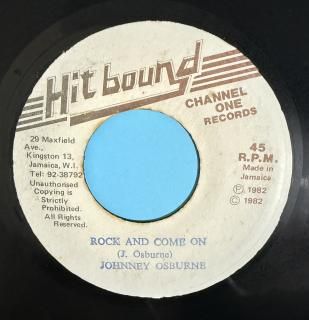 Hit bound
CHANNEL
ONE
RECORDS
29 Maxfield
Ave.,
Kingston 13,
Jamaica, W.I.
Tel: 92-38792
Unauthorised
Copying is
Strictly
Prohibited.
All Rights
Reserved.
45
R.P.M.
Made in
Jamaica
Ⓟ 1982
© 1982
ROCK AND COME ON
(J. Osburne)
JOHNNEY OSBURNE